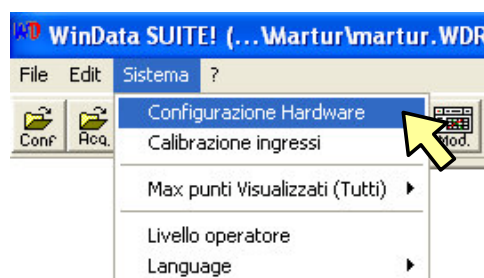 WinData SUITE! (...\Martur\martur.WDR
File Edit Sistema ?
Conf Acq. Mod.
Configurazione Hardware
Calibrazione ingressi
Max punti Visualizzati (Tutti)
Livello operatore
Language